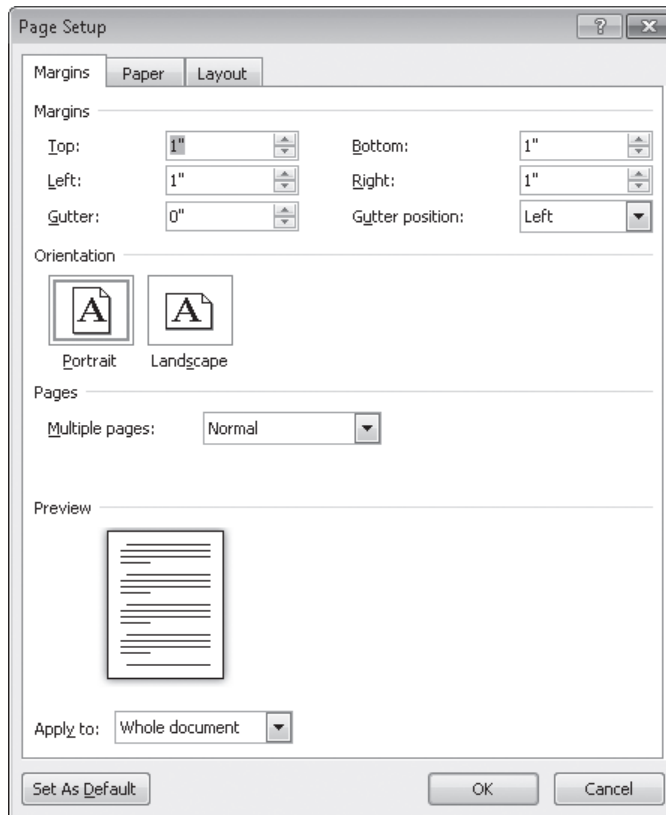 Page Setup
Margins Paper Layout
Margins
Top: 1" Bottom: 1"
Left: 1" Right: 1"
Gutter: 0" Gutter position: Left
Orientation
A A
Portrait Landscape
Pages
Multiple pages: Normal
Preview
Apply to: Whole document
Set As Default OK Cancel